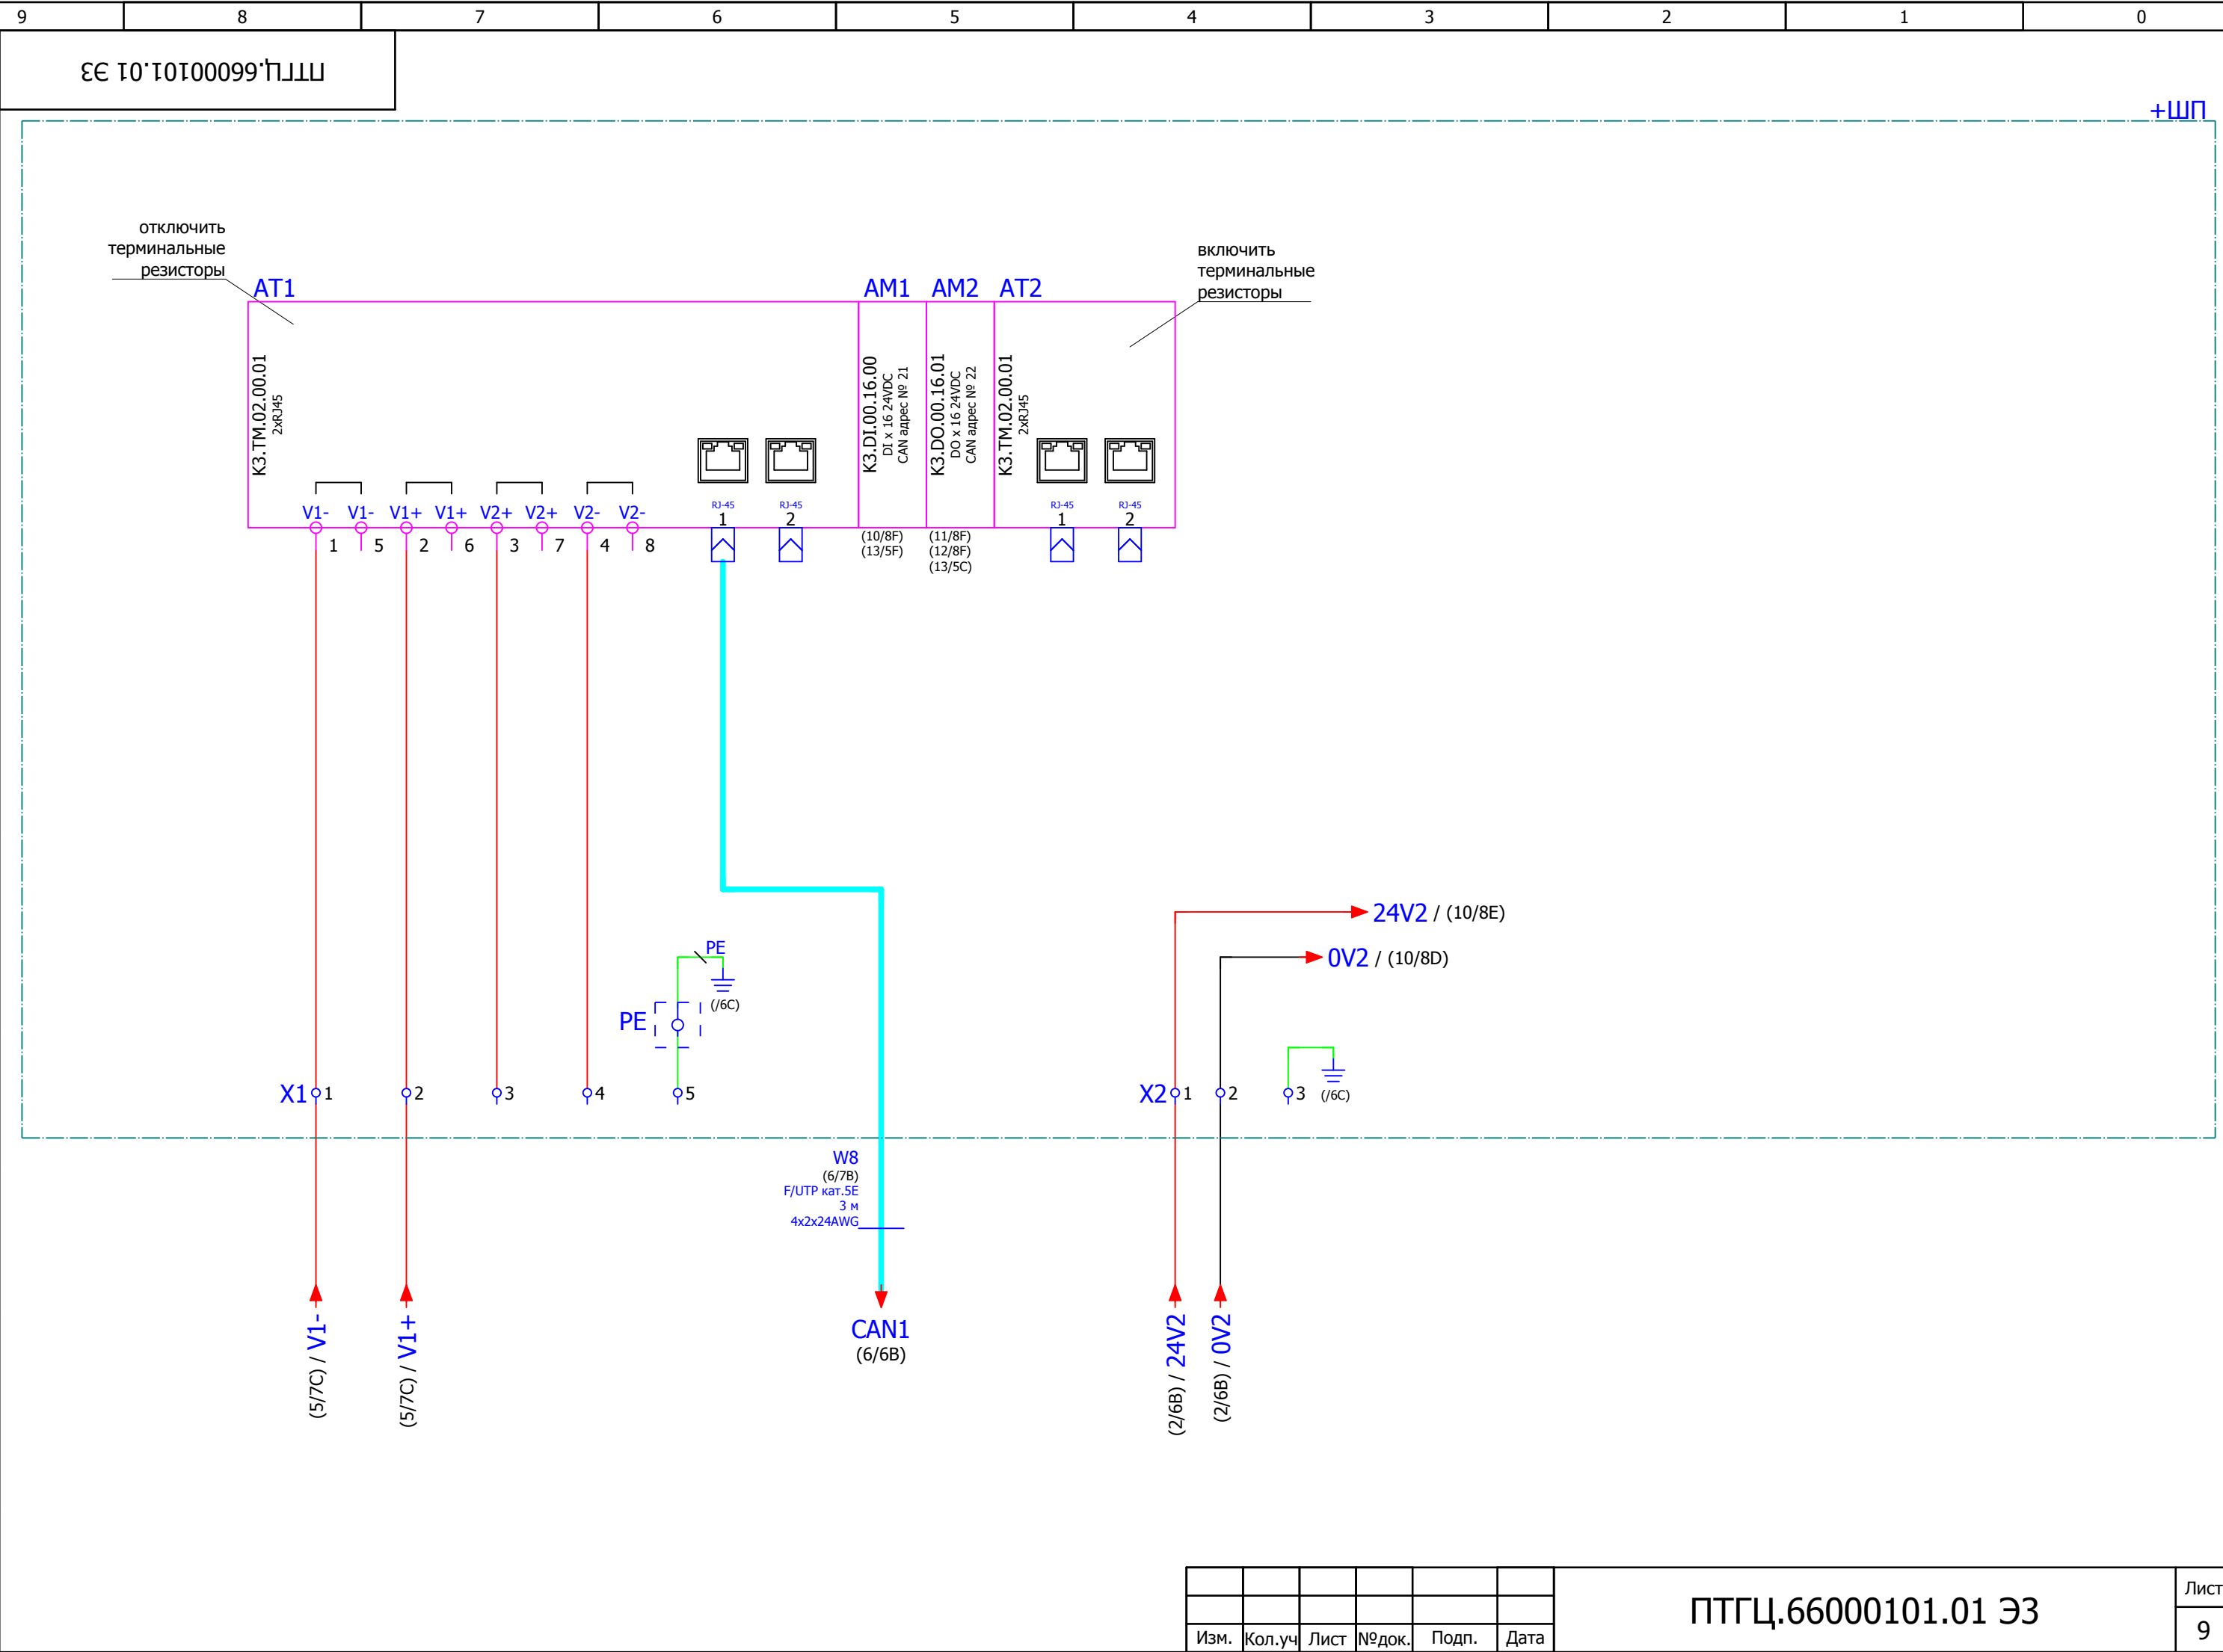 9 8 7 6 5 4 3 2 1 0
ПТГЦ.66000101.01 Э3
+ШП
отключить
терминальные
резисторы
включить
терминальные
резисторы
AT1
AM1
AM2
AT2
K3.TM.02.00.01
2xRJ45
K3.DI.00.16.00
DI x 16 24VDC
CAN адрес № 21
K3.DO.00.16.01
DO x 16 24VDC
CAN адрес № 22
K3.TM.02.00.01
2xRJ45
V1- V1- V1+ V1+ V2+ V2+ V2- V2-
1 5 2 6 3 7 4 8
RJ-45
1
RJ-45
2
(10/8F)
(13/5F)
(11/8F)
(12/8F)
(13/5C)
RJ-45
1
RJ-45
2
24V2 / (10/8E)
0V2 / (10/8D)
PE
(/6C)
PE
X1 1 2 3 4 5
X2 1 2 3
(/6C)
W8
(6/7B)
F/UTP кат.5E
3 м
4x2x24AWG
(5/7C) / V1-
(5/7C) / V1+
CAN1
(6/6B)
(2/6B) / 24V2
(2/6B) / 0V2
Изм. Кол.уч Лист №док. Подп. Дата
ПТГЦ.66000101.01 Э3
Лист
9